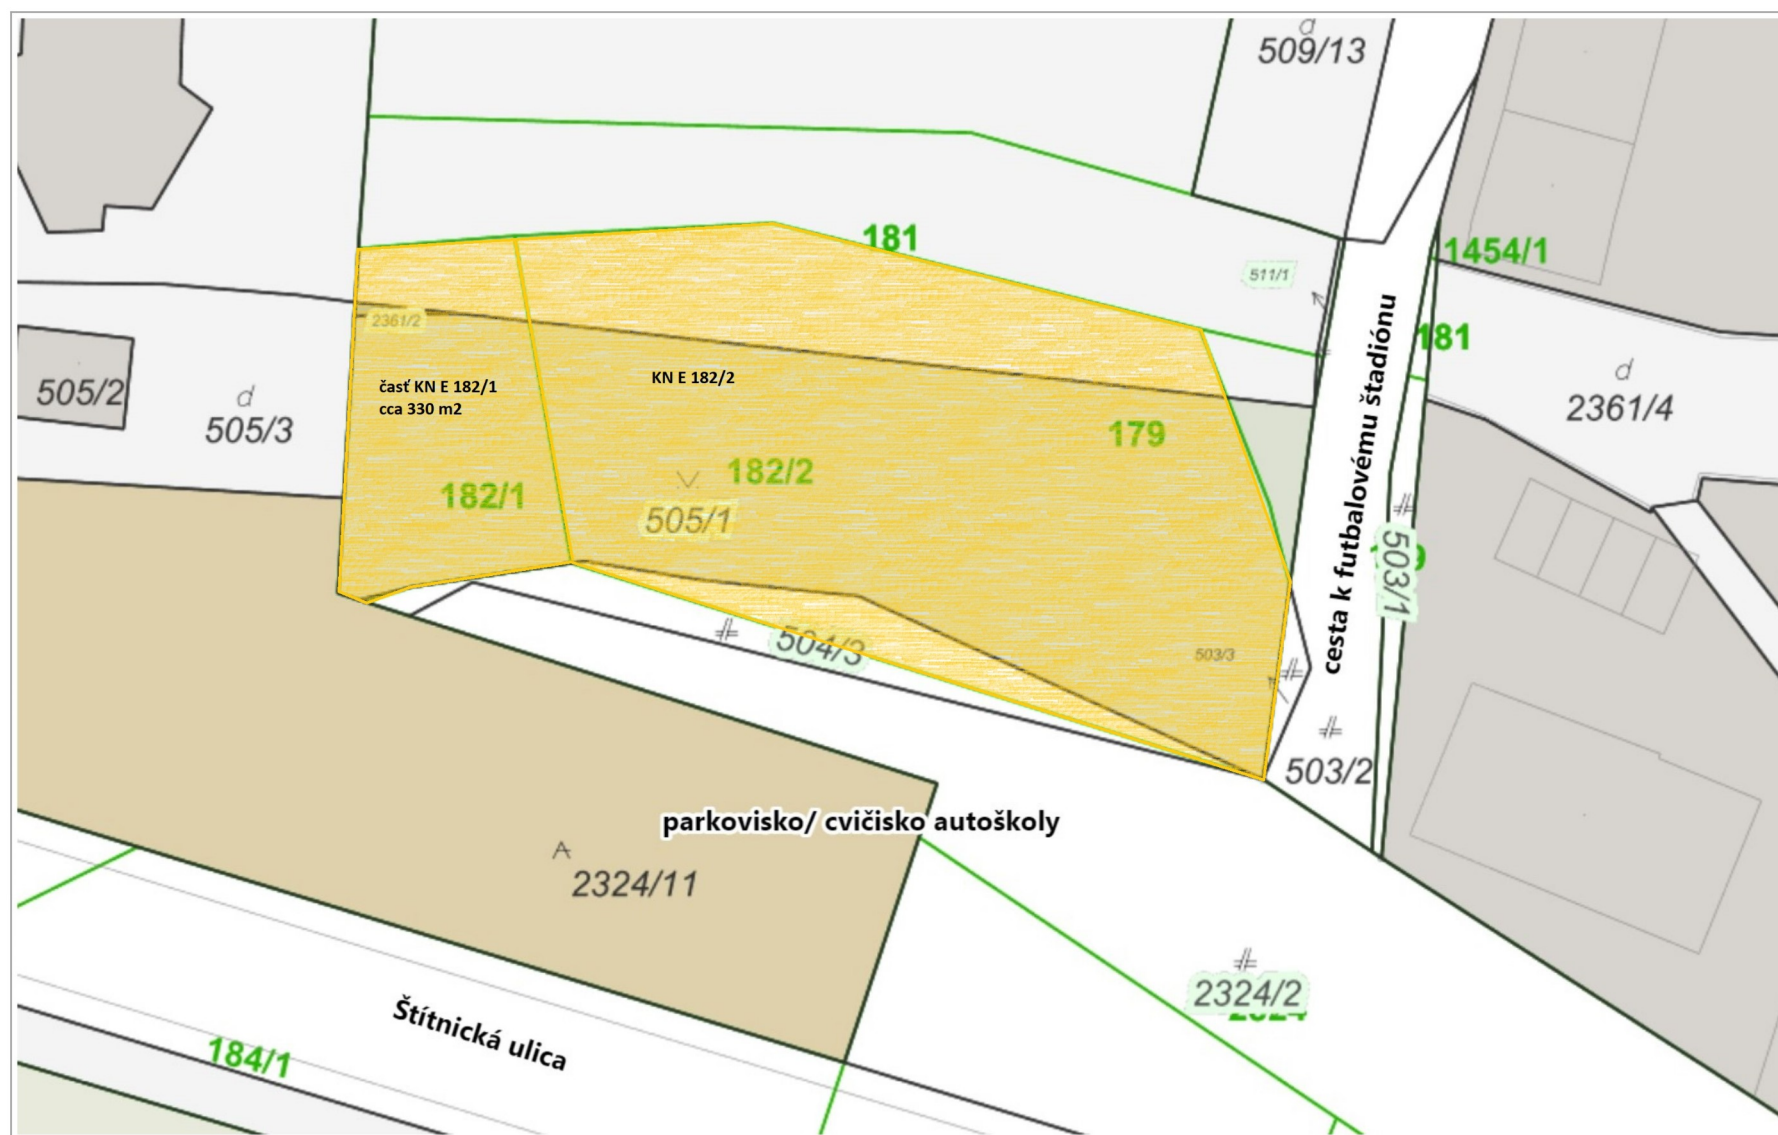 d
509/13
181
1454/1
511/1
2361/2
181
505/2
d
505/3
časť KN E 182/1
cca 330 m2
KN E 182/2
d
2361/4
179
182/2
182/1
505/1
cesta k futbalovému štadiónu
503/1
504/3
503/3
503/2
parkovisko/ cvičisko autoškoly
A
2324/11
2324/2
Štítnická ulica
184/1